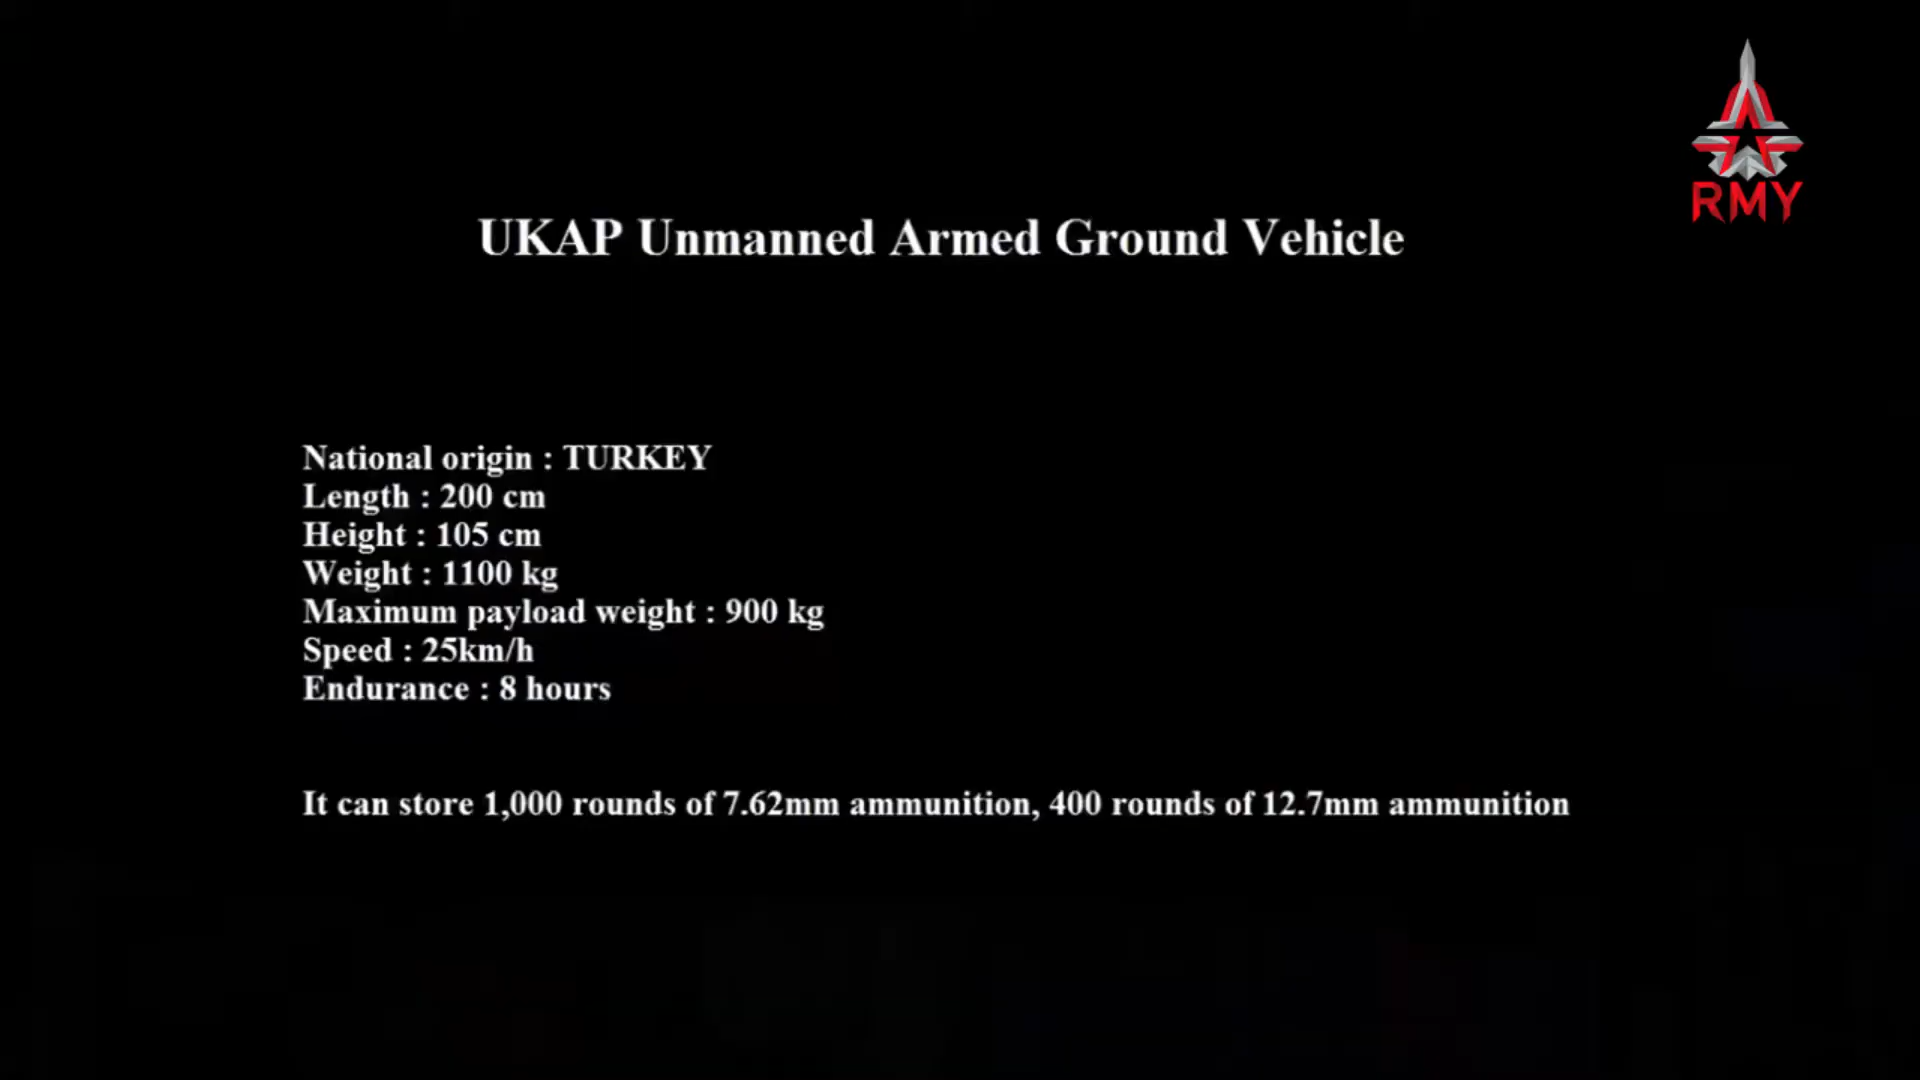 RMY
UKAP Unmanned Armed Ground Vehicle
National origin : TURKEY
Length : 200 cm
Height : 105 cm
Weight : 1100 kg
Maximum payload weight : 900 kg
Speed : 25km/h
Endurance : 8 hours
It can store 1,000 rounds of 7.62mm ammunition, 400 rounds of 12.7mm ammunition